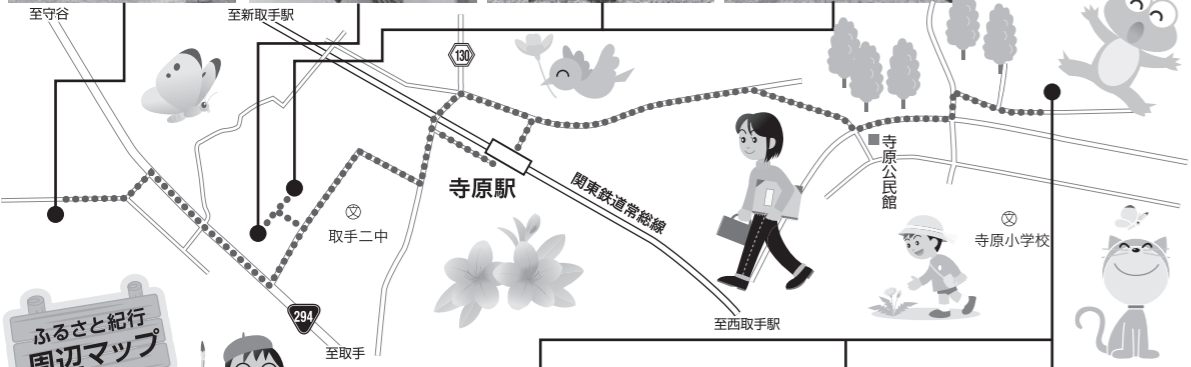 至守谷
至新取手駅
130
寺原駅
関東鉄道常総線
寺原公民館
文
取手二中
文
寺原小学校
294
至取手
至西取手駅
ふるさと紀行
周辺マップ